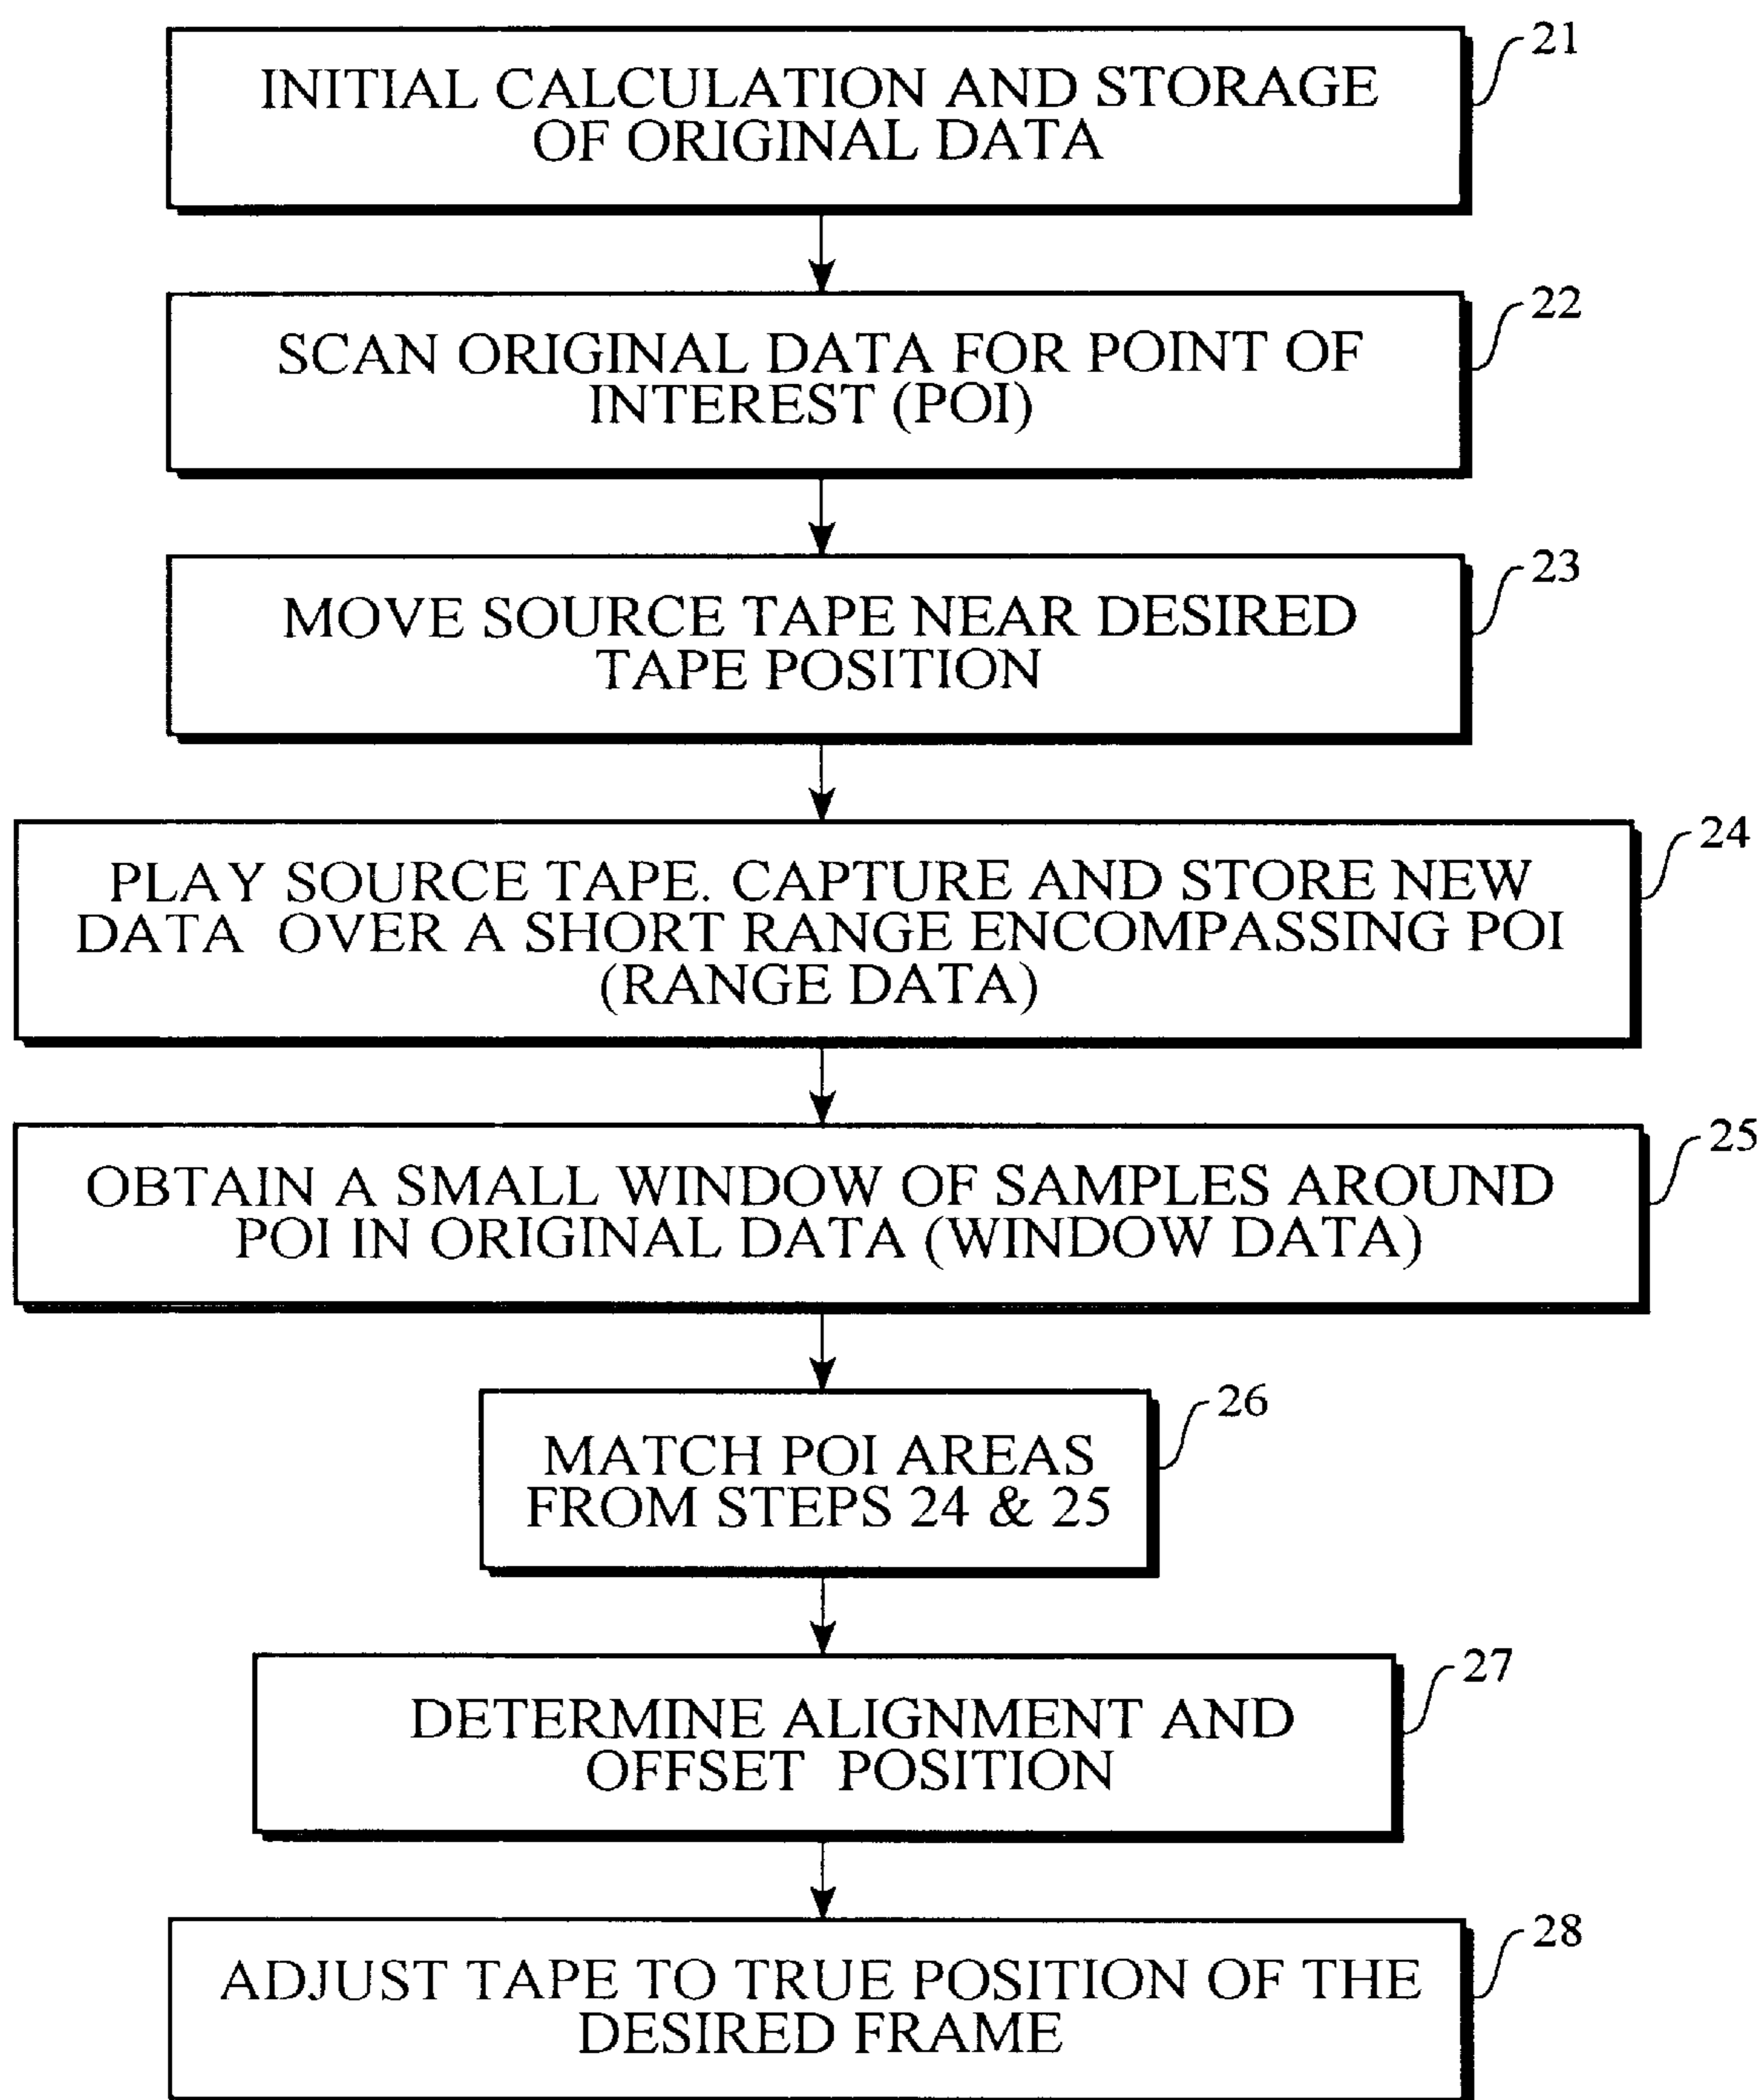 21
INITIAL CALCULATION AND STORAGE
OF ORIGINAL DATA
22
SCAN ORIGINAL DATA FOR POINT OF
INTEREST (POI)
23
MOVE SOURCE TAPE NEAR DESIRED
TAPE POSITION
24
PLAY SOURCE TAPE. CAPTURE AND STORE NEW
DATA OVER A SHORT RANGE ENCOMPASSING POI
(RANGE DATA)
25
OBTAIN A SMALL WINDOW OF SAMPLES AROUND
POI IN ORIGINAL DATA (WINDOW DATA)
26
MATCH POI AREAS
FROM STEPS 24 & 25
27
DETERMINE ALIGNMENT AND
OFFSET POSITION
28
ADJUST TAPE TO TRUE POSITION OF THE
DESIRED FRAME